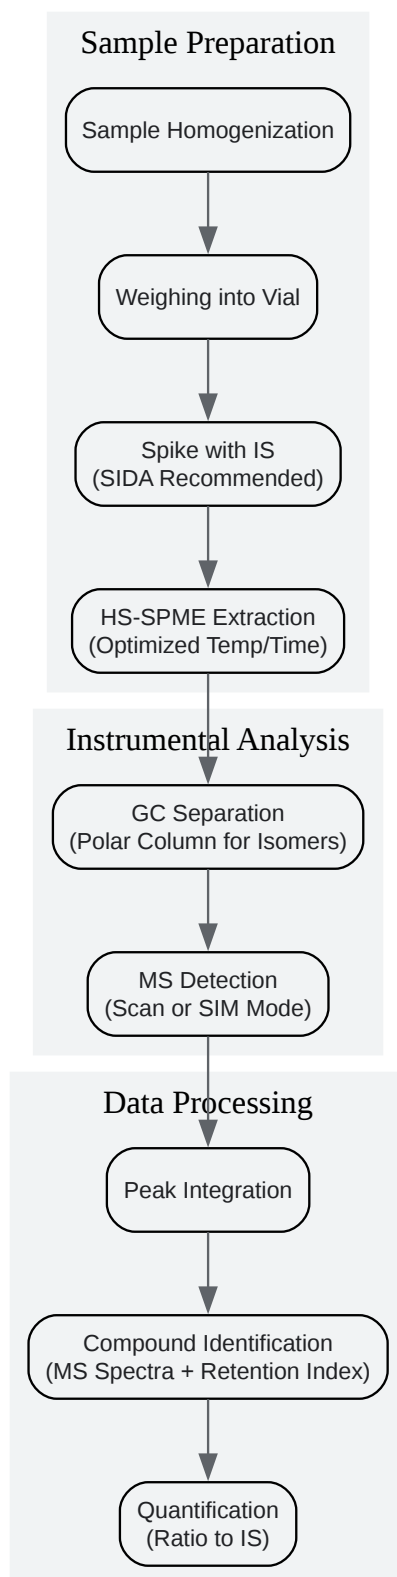 Sample Preparation
Sample Homogenization
Weighing into Vial
Spike with IS
(SIDA Recommended)
HS-SPME Extraction
(Optimized Temp/Time)
Instrumental Analysis
GC Separation
(Polar Column for Isomers)
MS Detection
(Scan or SIM Mode)
Data Processing
Peak Integration
Compound Identification
(MS Spectra + Retention Index)
Quantification
(Ratio to IS)